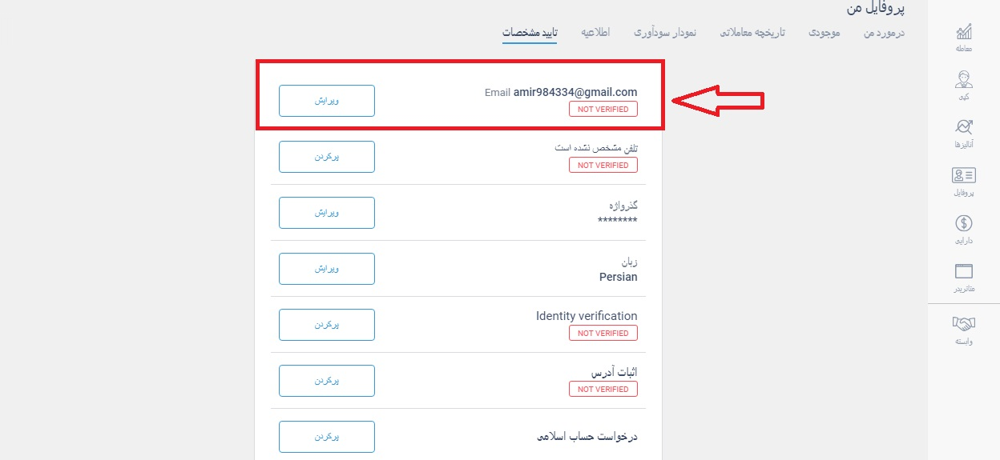 پروفایل من
درمورد من
موجودی
تاریخچه معاملاتی
نمودار سودآوری
اطلاعیه
تایید مشخصات
معامله
کپی
آنالیزها
پروفایل
دارایی
متاتریدر
وابسته
Email amir984334@gmail.com
NOT VERIFIED
ویرایش
تلفن مشخص نشده است
NOT VERIFIED
پرکردن
گذرواژه
********
ویرایش
زبان
Persian
ویرایش
Identity verification
NOT VERIFIED
پرکردن
اثبات آدرس
NOT VERIFIED
پرکردن
درخواست حساب اسلامی
پرکردن